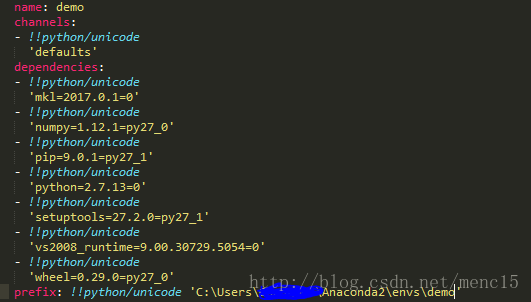 name: demo
channels:
- !!python/unicode
'defaults'
dependencies:
- !!python/unicode
'mkl=2017.0.1=0'
- !!python/unicode
'numpy=1.12.1=py27_0'
- !!python/unicode
'pip=9.0.1=py27_1'
- !!python/unicode
'python=2.7.13=0'
- !!python/unicode
'setuptools=27.2.0=py27_1'
- !!python/unicode
'vs2008_runtime=9.00.30729.5054=0'
- !!python/unicode
'wheel=0.29.0=py27_0'
http://blog.csdn.net/menc15
prefix: !!python/unicode 'C:\Users\ \Anaconda2\envs\demo'